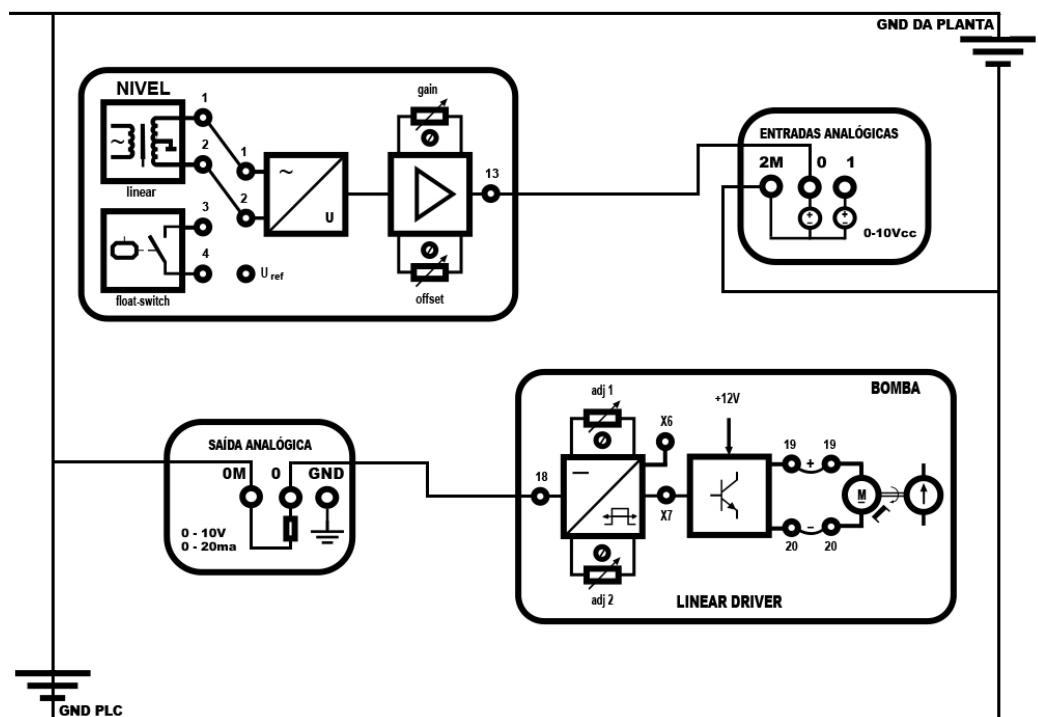 GND DA PLANTA
NIVEL
1
2
linear
3
4
float-switch
1
2
U ref
~
U
gain
offset
13
ENTRADAS ANALÓGICAS
2M 0 1
0-10Vcc
SAÍDA ANALÓGICA
0M 0 GND
0 - 10V
0 - 20ma
BOMBA
adj 1
adj 2
18
X6
X7
+12V
19 + 19
20 - 20
M
LINEAR DRIVER
GND PLC